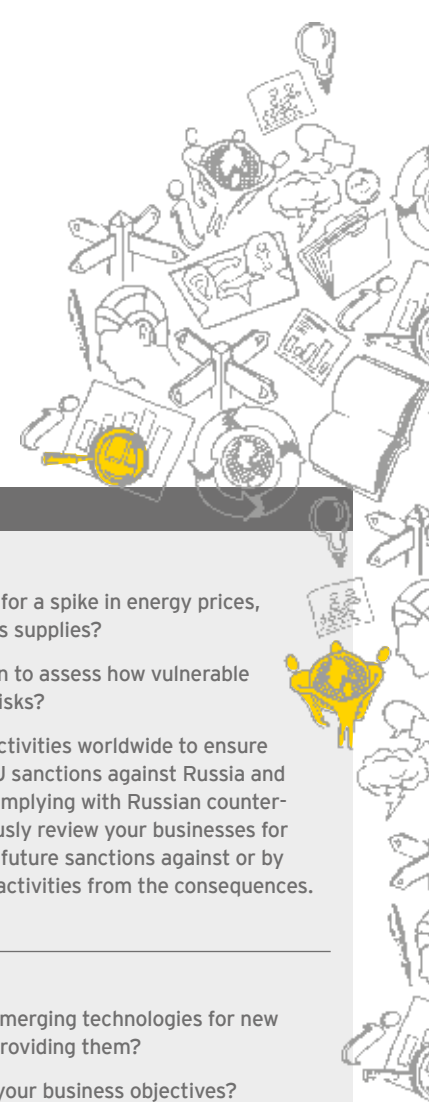 for a spike in energy prices,
s supplies?
n to assess how vulnerable
isks?
ctivities worldwide to ensure
U sanctions against Russia and
mplying with Russian counter-
usly review your businesses for
future sanctions against or by
activities from the consequences.
merging technologies for new
roviding them?
your business objectives?